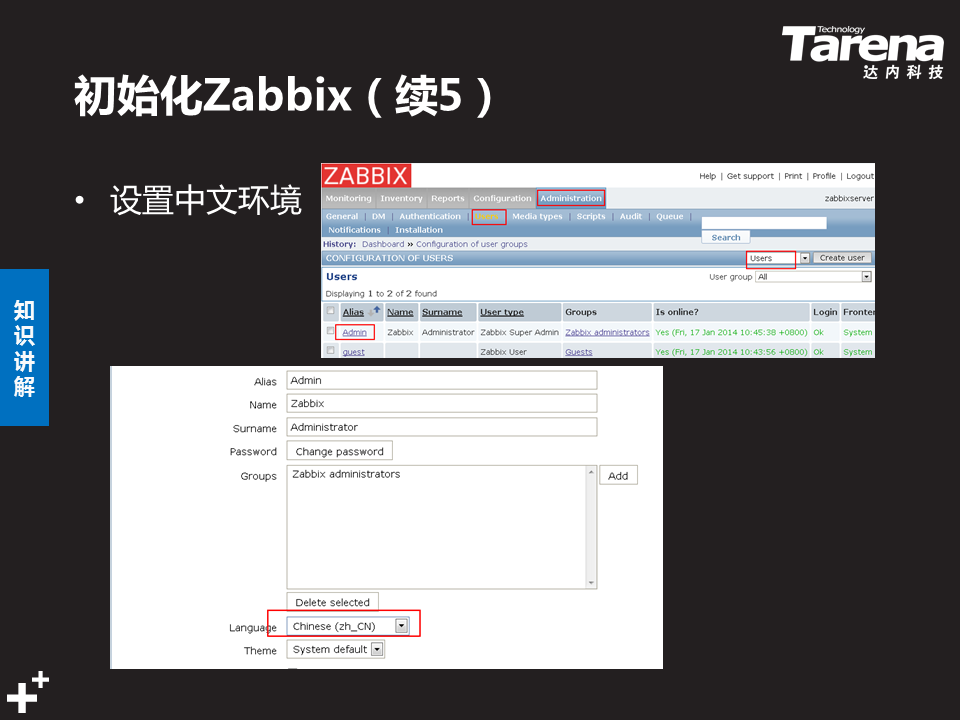 Technology
Tarena
达内科技
初始化Zabbix（续5）
• 设置中文环境
知识讲解
ZABBIX
Help | Get support | Print | Profile | Logout
Monitoring Inventory Reports Configuration Administration
zabbixserver
General | DM | Authentication | Users | Media types | Scripts | Audit | Queue |
Notifications | Installation
Search
History: Dashboard » Configuration of user groups
CONFIGURATION OF USERS
Users Create user
Users
User group All
Displaying 1 to 2 of 2 found
Alias Name Surname User type Groups Is online? Login Fronten
Admin Zabbix Administrator Zabbix Super Admin Zabbix administrators Yes (Fri, 17 Jan 2014 10:45:38 +0800) Ok System
guest Zabbix User Guests Yes (Fri, 17 Jan 2014 10:43:56 +0800) Ok System
Alias Admin
Name Zabbix
Surname Administrator
Password Change password
Groups Zabbix administrators Add
Delete selected
Language Chinese (zh_CN)
Theme System default